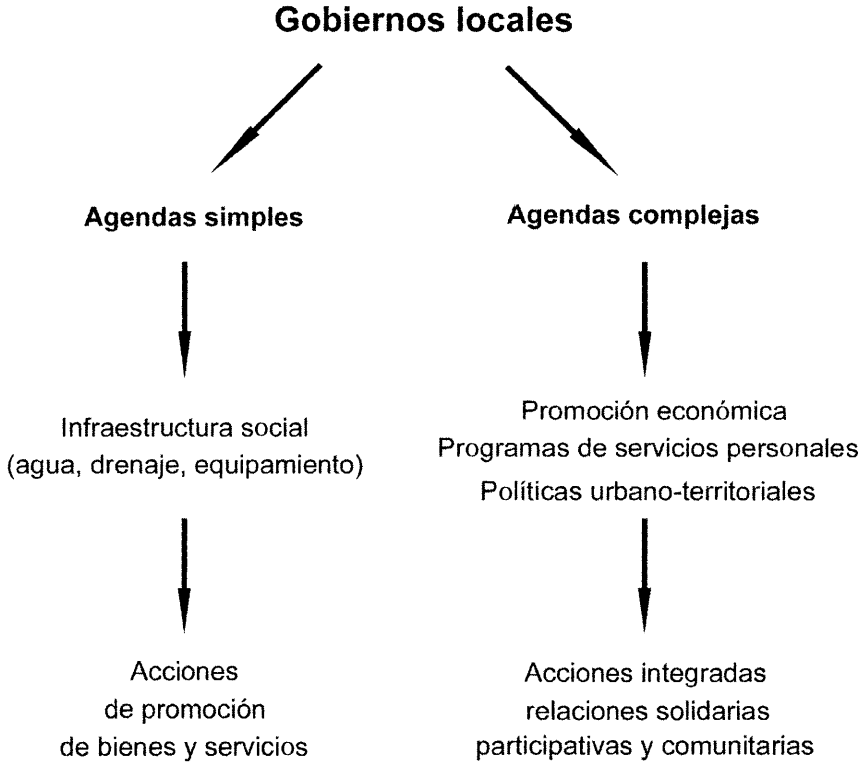 Gobiernos locales
Agendas simples
Infraestructura social
(agua, drenaje, equipamiento)
Acciones
de promoción
de bienes y servicios
Agendas complejas
Promoción económica
Programas de servicios personales
Políticas urbano-territoriales
Acciones integradas
relaciones solidarias
participativas y comunitarias